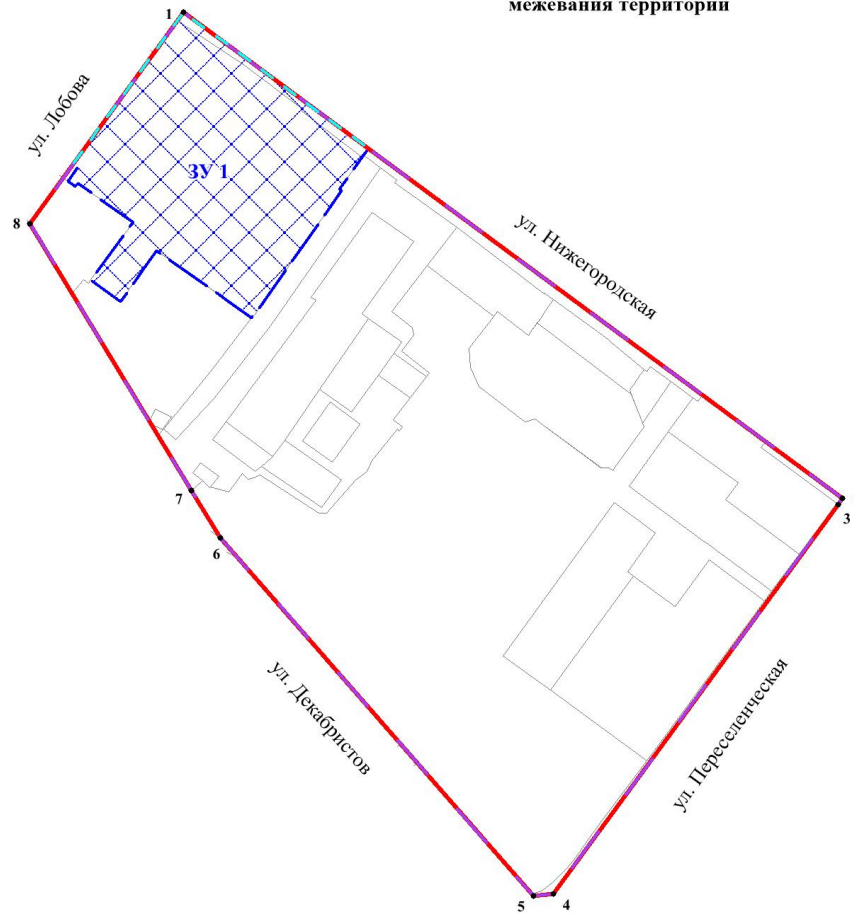 межевания территории
1
ул. Лобова
ЗУ 1
8
ул. Нижегородская
7
3
6
ул. Декабристов
ул. Переселенческая
5
4